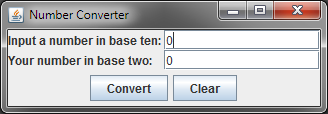 Number Converter
Input a number in base ten: 0
Your number in base two: 0
Convert Clear